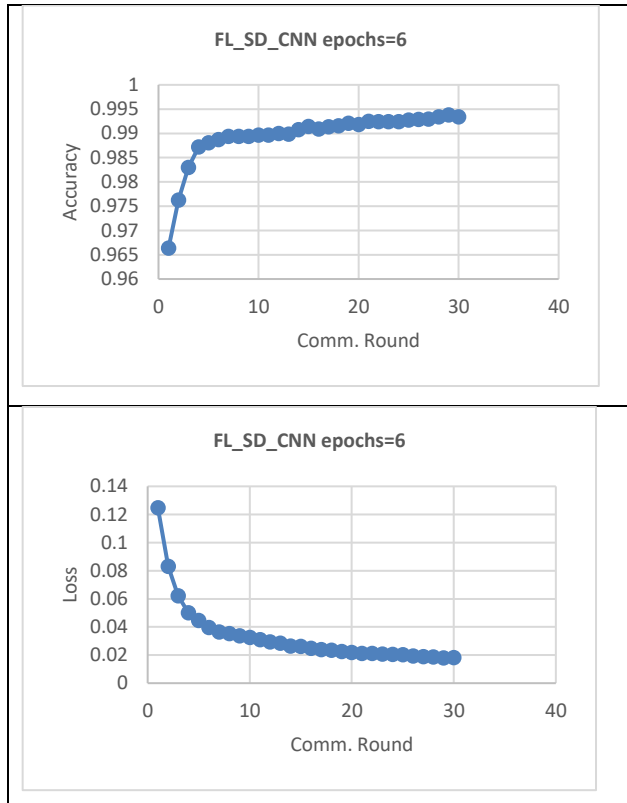 FL_SD_CNN epochs=6
1
0.995
0.99
0.985
0.98
0.975
0.97
0.965
0.96
Accuracy
0 10 20 30 40
Comm. Round
FL_SD_CNN epochs=6
0.14
0.12
0.1
0.08
0.06
0.04
0.02
0
Loss
0 10 20 30 40
Comm. Round